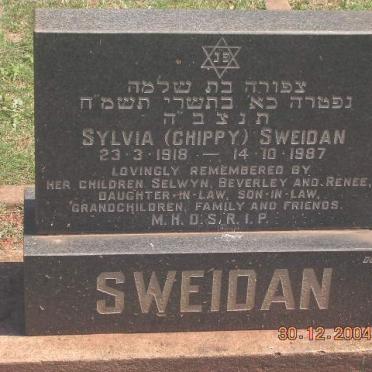 פנ
צפורה בת שלמה
נפטרה כא' בתשרי תשמ"ח
תנצב"ה
SYLVIA (CHIPPY) SWEIDAN
23·3·1918 — 14·10·1987
LOVINGLY REMEMBERED BY
HER CHILDREN SELWYN, BEVERLEY AND RENEE,
DAUGHTER-IN-LAW, SON-IN-LAW,
GRANDCHILDREN, FAMILY AND FRIENDS.
M.H.D.S.R.I.P.
SWEIDAN
30.12.2004